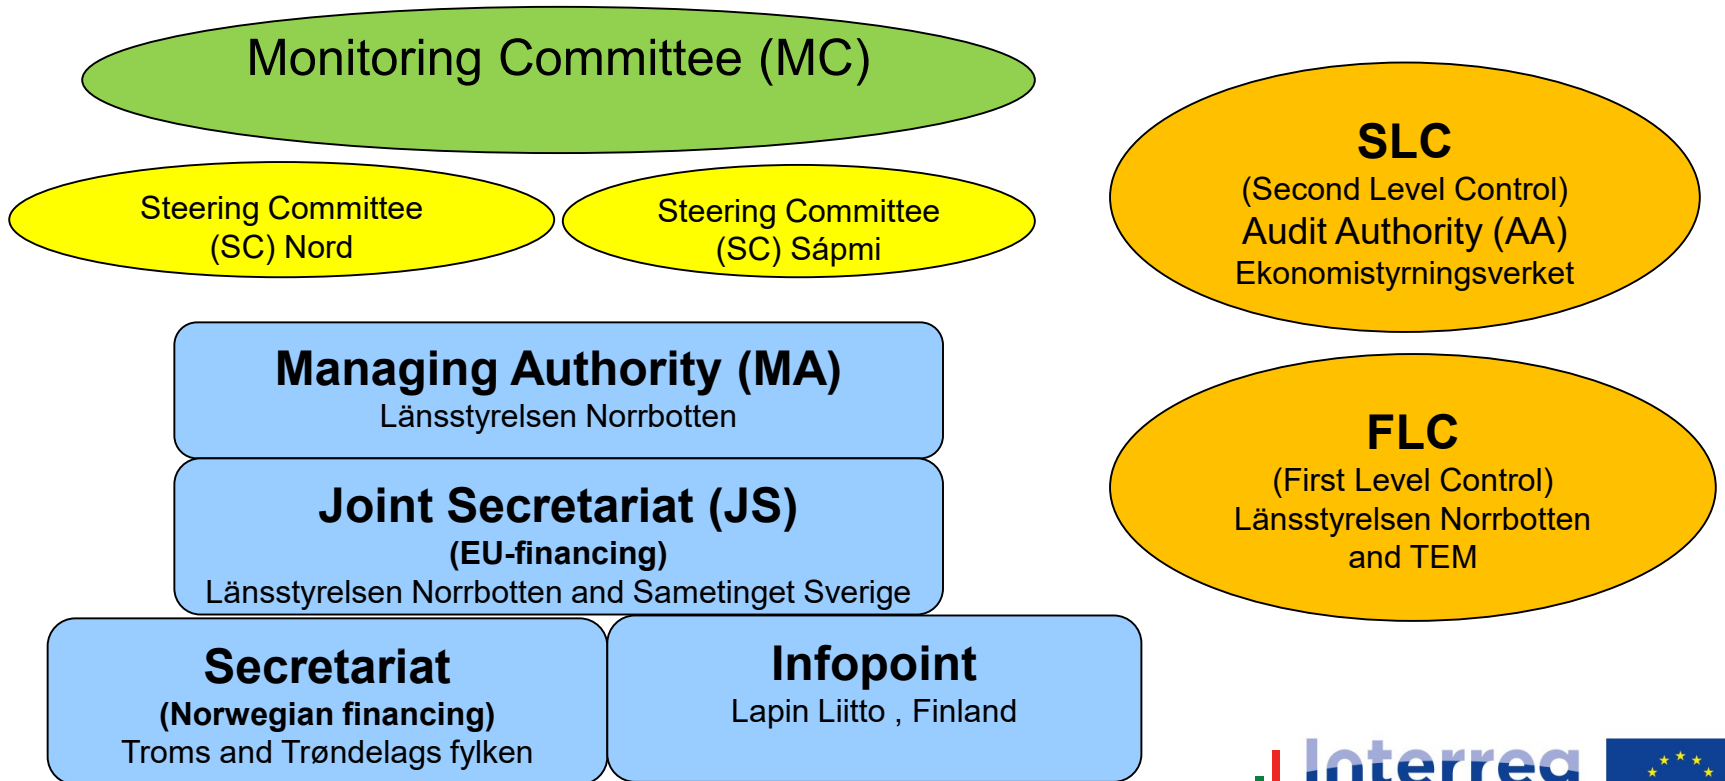 Monitoring Committee (MC)
Steering Committee
(SC) Nord
Steering Committee
(SC) Sápmi
Managing Authority (MA)
Länsstyrelsen Norrbotten
Joint Secretariat (JS)
(EU-financing)
Länsstyrelsen Norrbotten and Sametinget Sverige
Secretariat
(Norwegian financing)
Troms and Trøndelags fylken
Infopoint
Lapin Liitto , Finland
SLC
(Second Level Control)
Audit Authority (AA)
Ekonomistyrningsverket
FLC
(First Level Control)
Länsstyrelsen Norrbotten
and TEM
Interreg